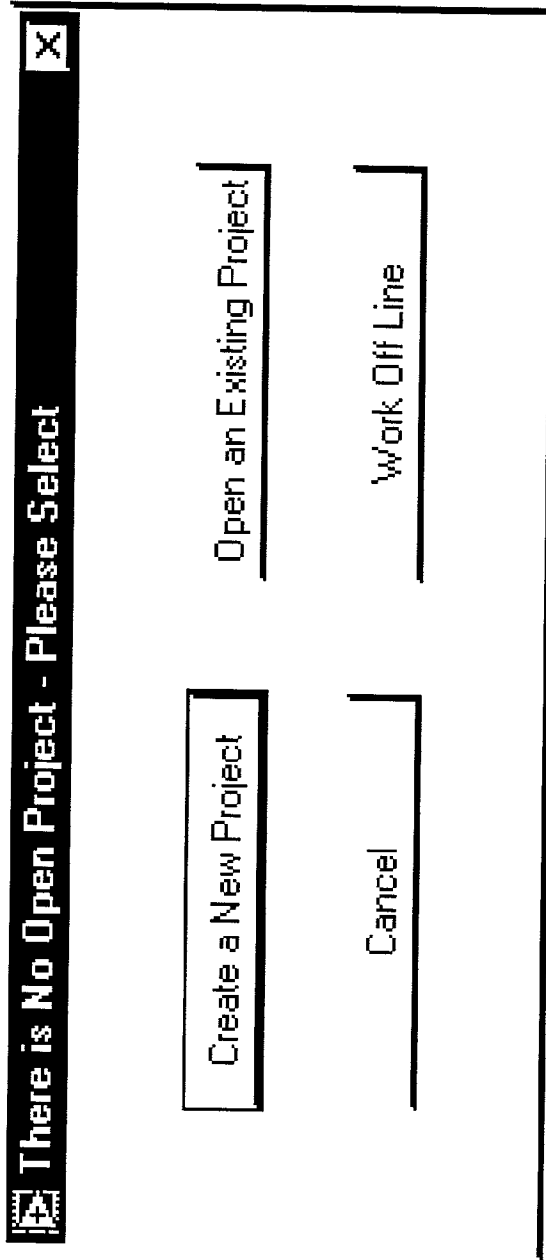 There is No Open Project - Please Select
Create a New Project
Open an Existing Project
Cancel
Work Off Line